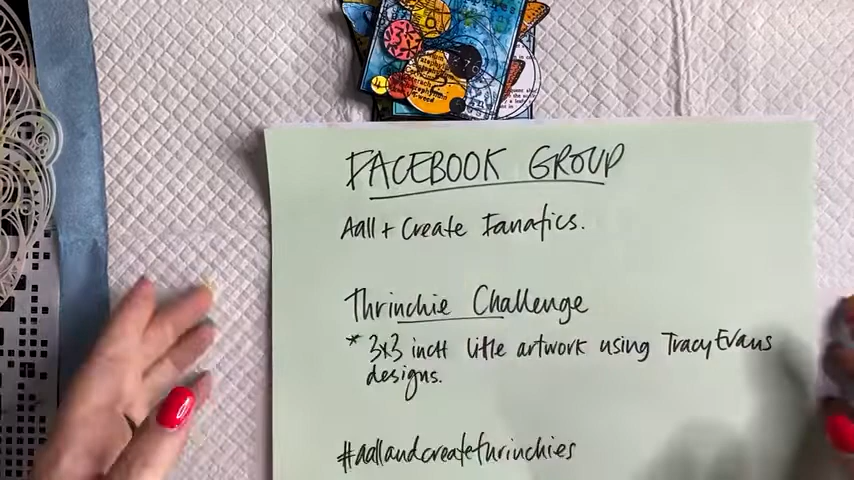 FACEBOOK GROUP
Aall + Create Fanatics.
Thrinchie Challenge
* 3x3 inch little artwork using Tracy Evans
designs.
#aallandcreatethrinchies